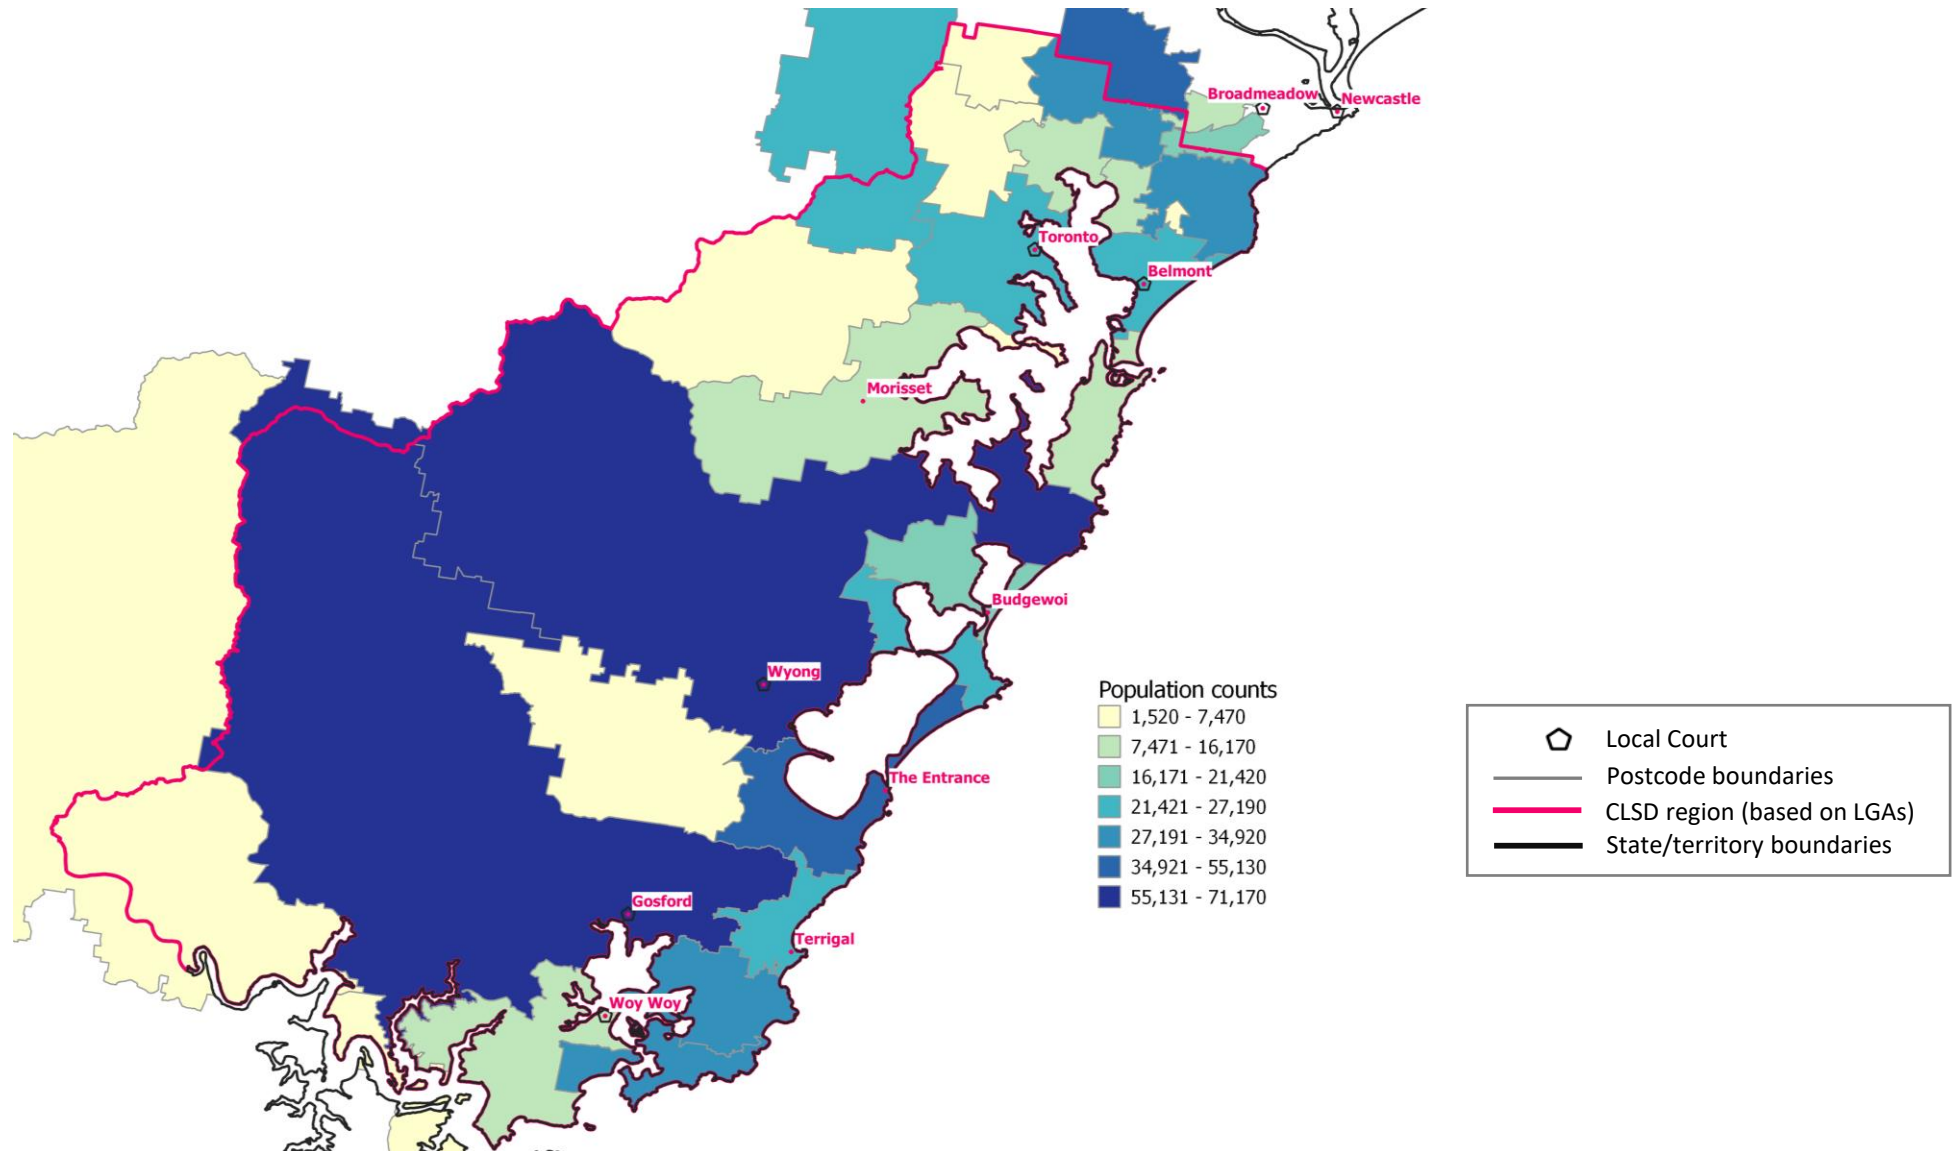 Broadmeadow
Newcastle
Toronto
Belmont
Morisset
Budgewoi
Wyong
The Entrance
Gosford
Terrigal
Woy Woy
Population counts
1,520 - 7,470
7,471 - 16,170
16,171 - 21,420
21,421 - 27,190
27,191 - 34,920
34,921 - 55,130
55,131 - 71,170
Local Court
Postcode boundaries
CLSD region (based on LGAs)
State/territory boundaries